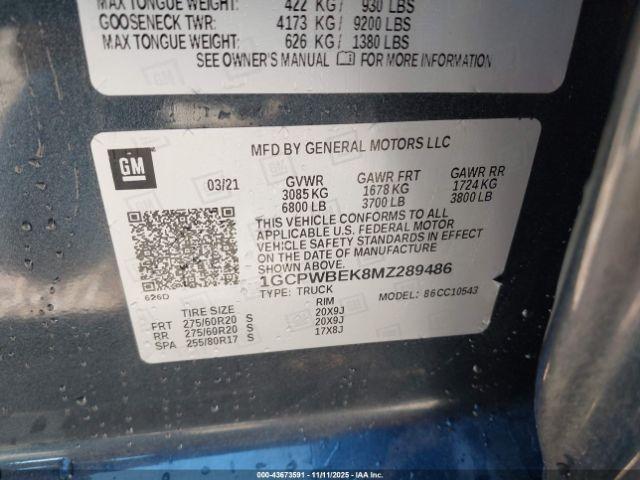 MAX TONGUE WEIGHT: 422 KG/ 930 LBS
GOOSENECK TWR: 4173 KG/ 9200 LBS
MAX TONGUE WEIGHT: 626 KG/ 1380 LBS
SEE OWNER'S MANUAL FOR MORE INFORMATION
GM
MFD BY GENERAL MOTORS LLC
03/21 GVWR GAWR FRT GAWR RR
3085 KG 1678 KG 1724 KG
6800 LB 3700 LB 3800 LB
THIS VEHICLE CONFORMS TO ALL
APPLICABLE U.S. FEDERAL MOTOR
VEHICLE SAFETY STANDARDS IN EFFECT
ON THE DATE OF MANUFACTURE
SHOWN ABOVE.
1GCPWBEK8MZ289486
626D TYPE: TRUCK MODEL: 86CC10543
TIRE SIZE RIM
FRT 275/60R20 S 20X9J
RR 275/60R20 S 20X9J
SPA 255/80R17 S 17X8J
000-43673591 - 11/11/2025 - IAAI, Inc.